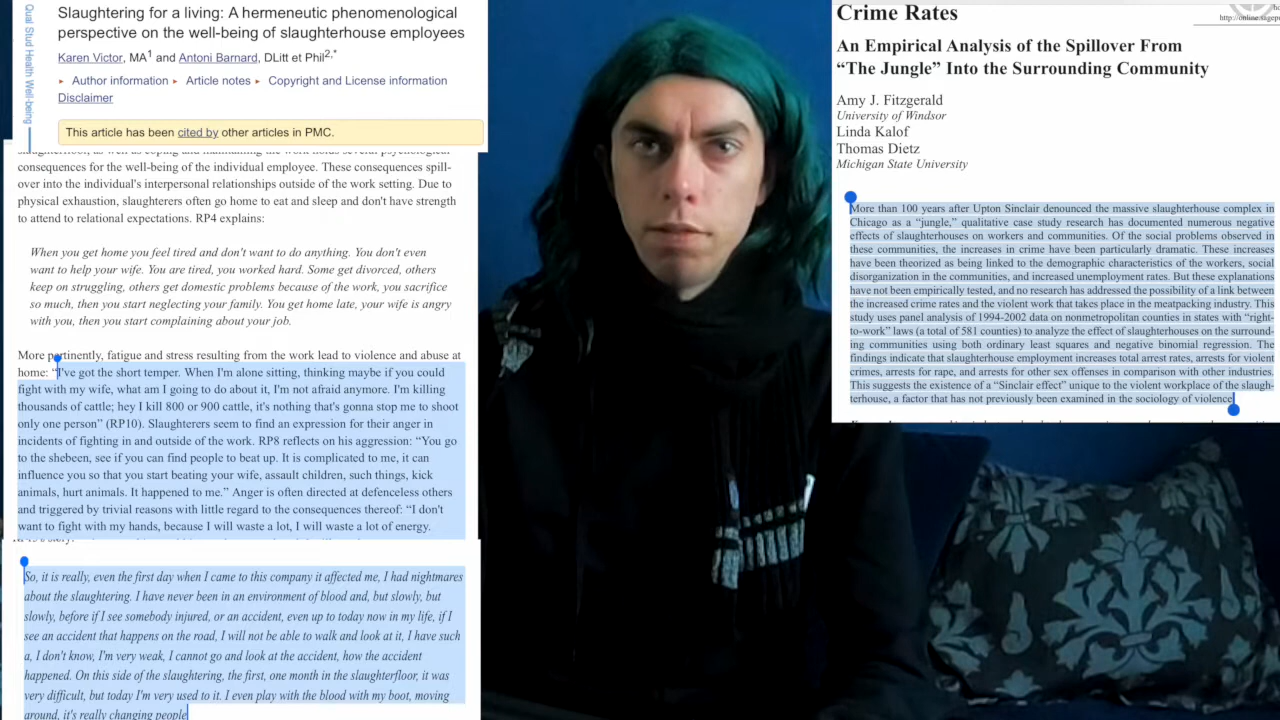 Qual Stud Health Well-being
Slaughtering for a living: A hermeneutic phenomenological
perspective on the well-being of slaughterhouse employees
Karen Victor, MA1 and Antoni Barnard, DLitt et Phil2,*
▸ Author information ▸ Article notes ▸ Copyright and License information
Disclaimer
This article has been cited by other articles in PMC.
consequences for the well-being of the individual employee. These consequences spill-
over into the individual's interpersonal relationships outside of the work setting. Due to
physical exhaustion, slaughterers often go home to eat and sleep and don't have strength
to attend to relational expectations. RP4 explains:
When you get home you feel tired and don't want to do anything. You don't even
want to help your wife. You are tired, you worked hard. Some get divorced, others
keep on struggling, others get domestic problems because of the work, you sacrifice
so much, then you start neglecting your family. You get home late, your wife is angry
with you, then you start complaining about your job.
More pertinently, fatigue and stress resulting from the work lead to violence and abuse at
home: “I've got the short temper. When I'm alone sitting, thinking maybe if you could
fight with my wife, what am I going to do about it, I'm not afraid anymore. I'm killing
thousands of cattle; hey I kill 800 or 900 cattle, it's nothing that's gonna stop me to shoot
only one person” (RP10). Slaughterers seem to find an expression for their anger in
incidents of fighting in and outside of the work. RP8 reflects on his aggression: “You go
to the shebeen, see if you can find people to beat up. It is complicated to me, it can
influence you so that you start beating your wife, assault children, such things, kick
animals, hurt animals. It happened to me.” Anger is often directed at defenceless others
and triggered by trivial reasons with little regard to the consequences thereof: “I don't
want to fight with my hands, because I will waste a lot, I will waste a lot of energy.
So, it is really, even the first day when I came to this company it affected me, I had nightmares
about the slaughtering. I have never been in an environment of blood and, but slowly, but
slowly, before if I see somebody injured, or an accident, even up to today now in my life, if I
see an accident that happens on the road, I will not be able to walk and look at it, I have such
a, I don't know, I'm very weak, I cannot go and look at the accident, how the accident
happened. On this side of the slaughtering, the first, one month in the slaughterfloor, it was
very difficult, but today I'm very used to it. I even play with the blood with my boot, moving
around, it's really changing people
Crime Rates
An Empirical Analysis of the Spillover From
“The Jungle” Into the Surrounding Community
Amy J. Fitzgerald
University of Windsor
Linda Kalof
Thomas Dietz
Michigan State University
More than 100 years after Upton Sinclair denounced the massive slaughterhouse complex in
Chicago as a “jungle,” qualitative case study research has documented numerous negative
effects of slaughterhouses on workers and communities. Of the social problems observed in
these communities, the increases in crime have been particularly dramatic. These increases
have been theorized as being linked to the demographic characteristics of the workers, social
disorganization in the communities, and increased unemployment rates. But these explanations
have not been empirically tested, and no research has addressed the possibility of a link between
the increased crime rates and the violent work that takes place in the meatpacking industry. This
study uses panel analysis of 1994-2002 data on nonmetropolitan counties in states with “right-
to-work” laws (a total of 581 counties) to analyze the effect of slaughterhouses on the surround-
ing communities using both ordinary least squares and negative binomial regression. The
findings indicate that slaughterhouse employment increases total arrest rates, arrests for violent
crimes, arrests for rape, and arrests for other sex offenses in comparison with other industries.
This suggests the existence of a “Sinclair effect” unique to the violent workplace of the slaugh-
terhouse, a factor that has not previously been examined in the sociology of violence